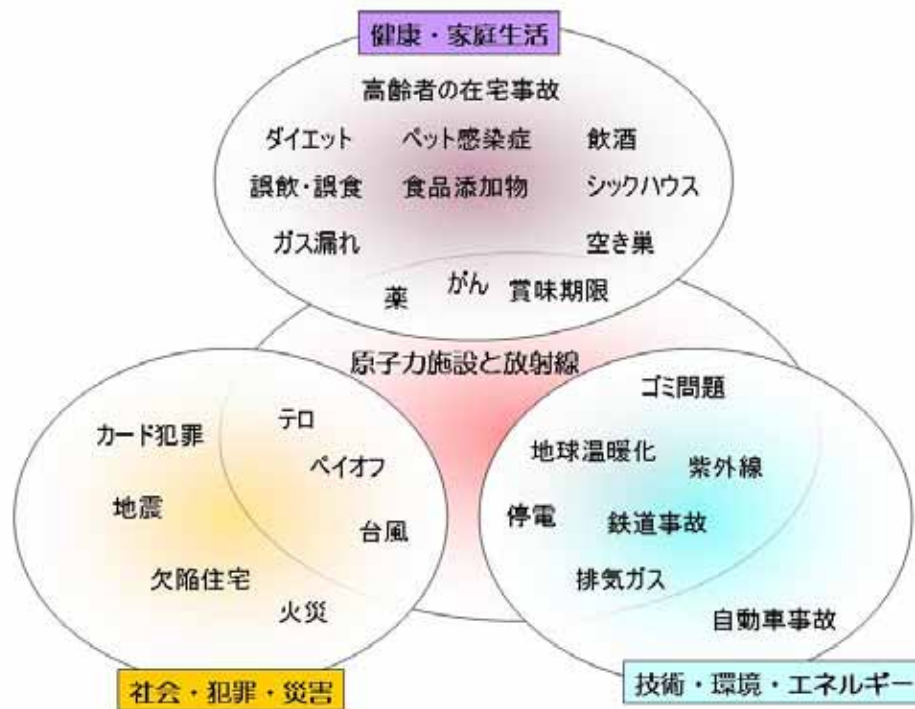 健康・家庭生活
高齢者の在宅事故
ダイエット ペット感染症 飲酒
誤飲・誤食 食品添加物 シックハウス
ガス漏れ 空き巣
薬 がん 賞味期限
原子力施設と放射線
カード犯罪 テロ
ペイオフ
地震
台風
欠陥住宅
火災
社会・犯罪・災害
ゴミ問題
地球温暖化 紫外線
停電 鉄道事故
排気ガス
自動車事故
技術・環境・エネルギー